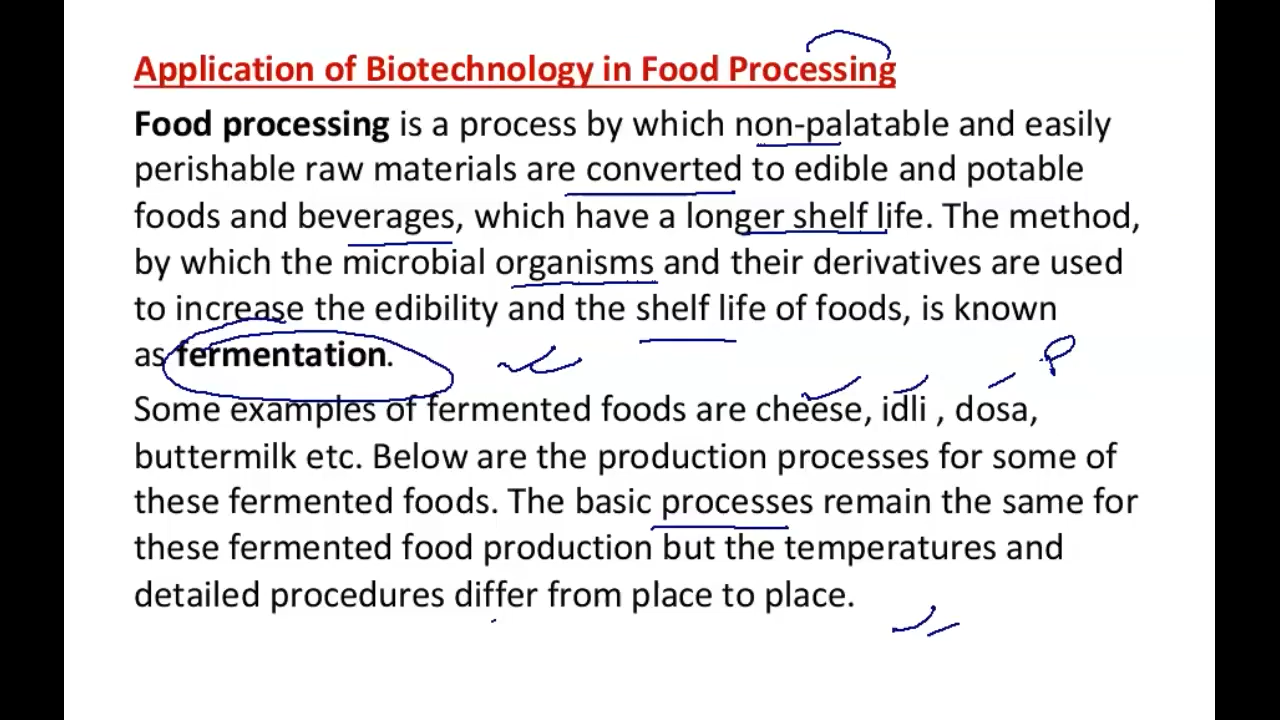 Application of Biotechnology in Food Processing
Food processing is a process by which non-palatable and easily
perishable raw materials are converted to edible and potable
foods and beverages, which have a longer shelf life. The method,
by which the microbial organisms and their derivatives are used
to increase the edibility and the shelf life of foods, is known
as fermentation.
Some examples of fermented foods are cheese, idli , dosa,
buttermilk etc. Below are the production processes for some of
these fermented foods. The basic processes remain the same for
these fermented food production but the temperatures and
detailed procedures differ from place to place.